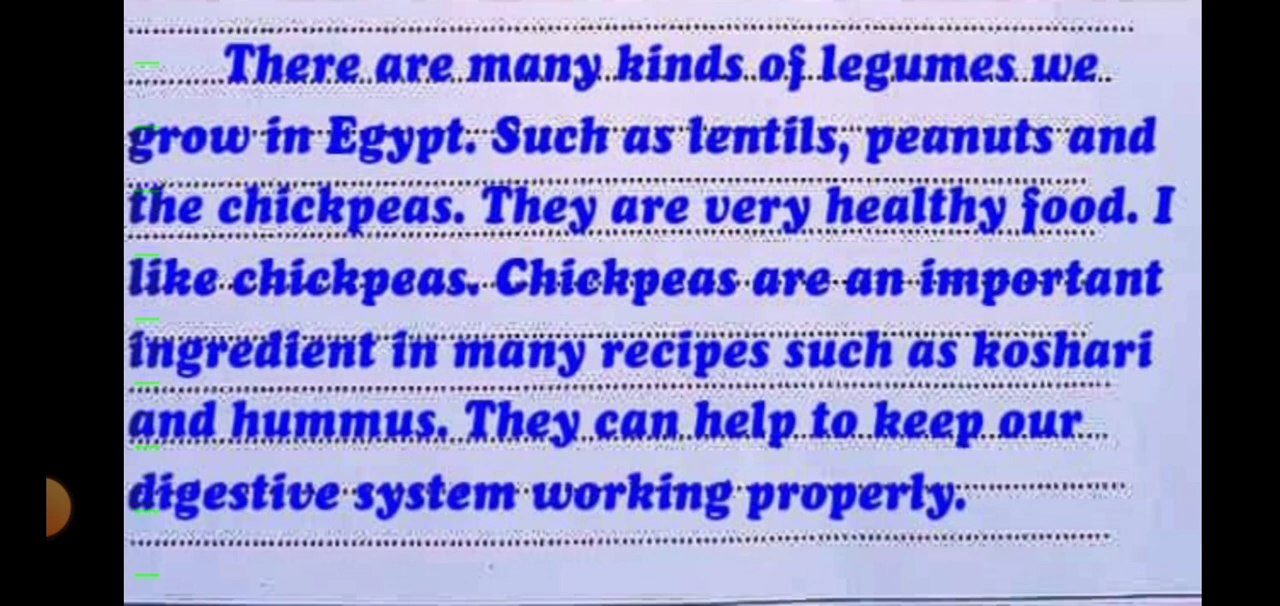 There are many kinds of legumes we
grow in Egypt. Such as lentils, peanuts and
the chickpeas. They are very healthy food. I
like chickpeas. Chickpeas are an important
ingredient in many recipes such as koshari
and hummus. They can help to keep our
digestive system working properly.